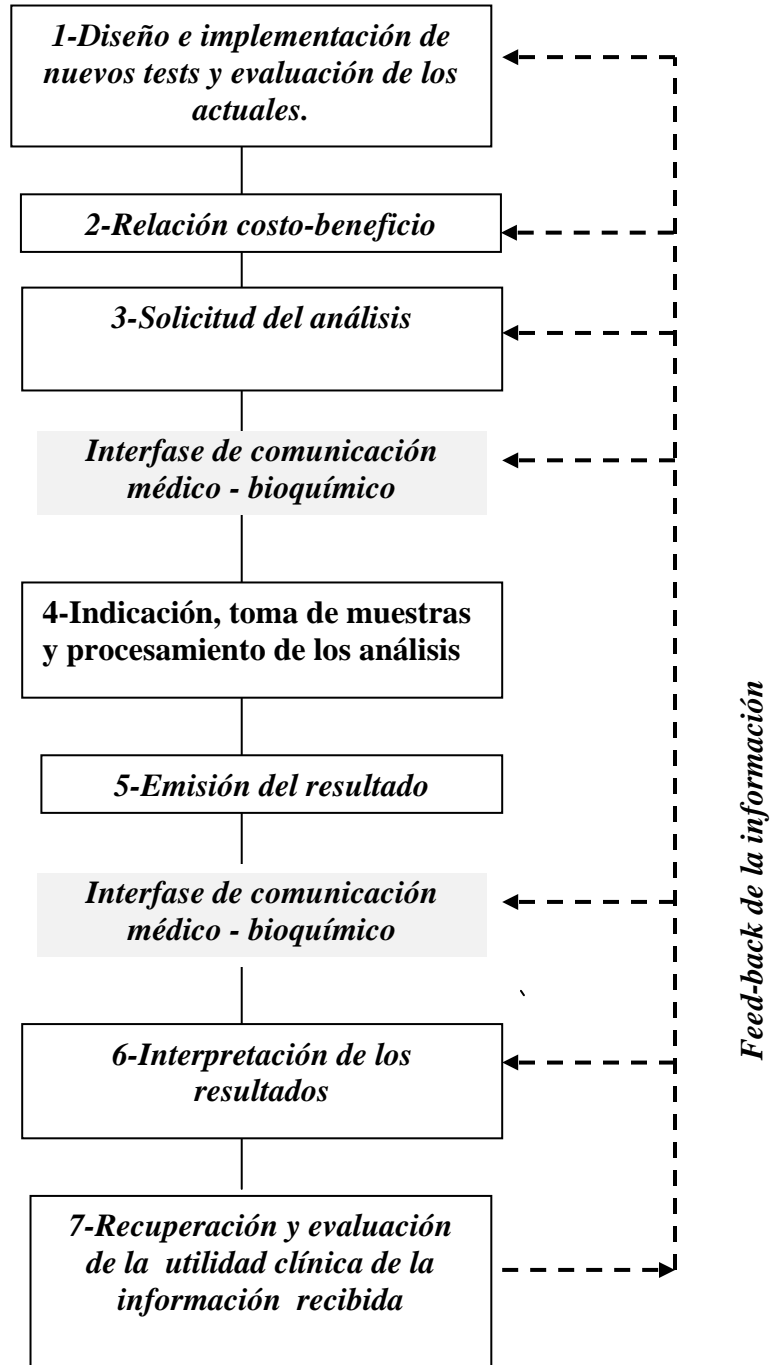 1-Diseño e implementación de
nuevos tests y evaluación de los
actuales.
2-Relación costo-beneficio
3-Solicitud del análisis
Interfase de comunicación
médico - bioquímico
4-Indicación, toma de muestras
y procesamiento de los análisis
5-Emisión del resultado
Interfase de comunicación
médico - bioquímico
6-Interpretación de los
resultados
7-Recuperación y evaluación
de la utilidad clínica de la
información recibida
Feed-back de la información